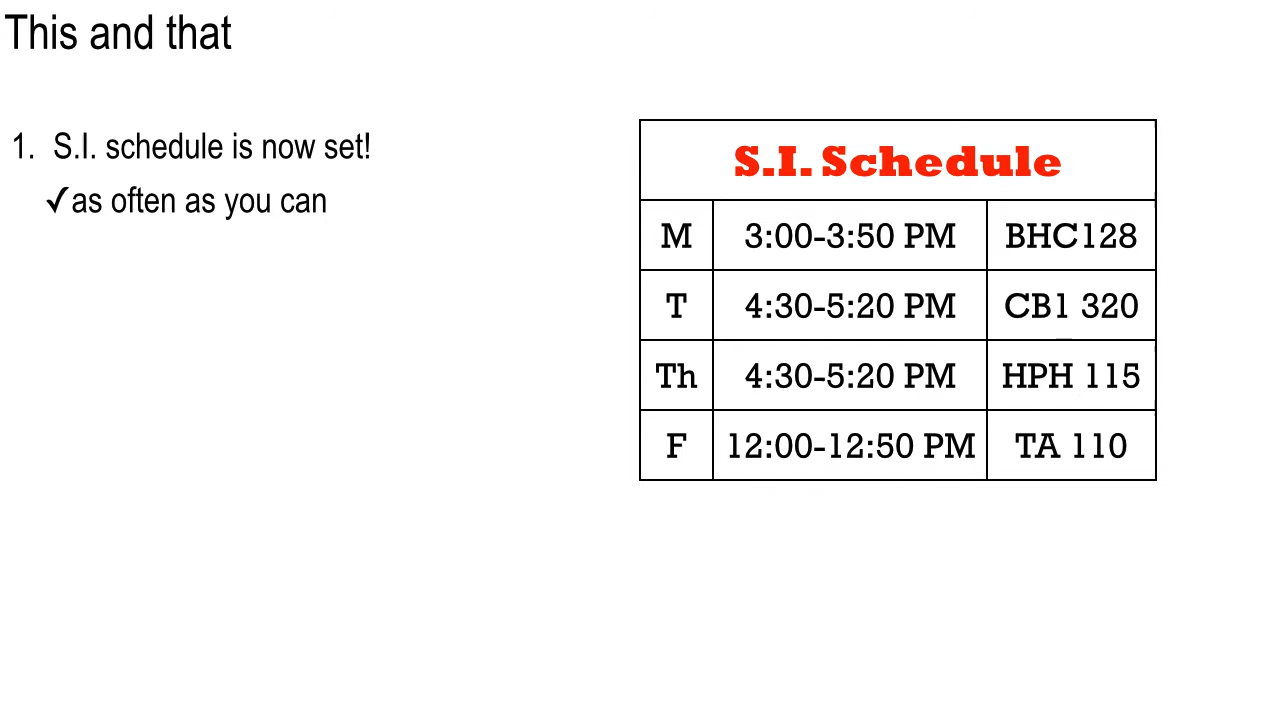 This and that
1. S.I. schedule is now set!
✓as often as you can
S.I. Schedule
M 3:00-3:50 PM BHC128
T 4:30-5:20 PM CB1 320
Th 4:30-5:20 PM HPH 115
F 12:00-12:50 PM TA 110